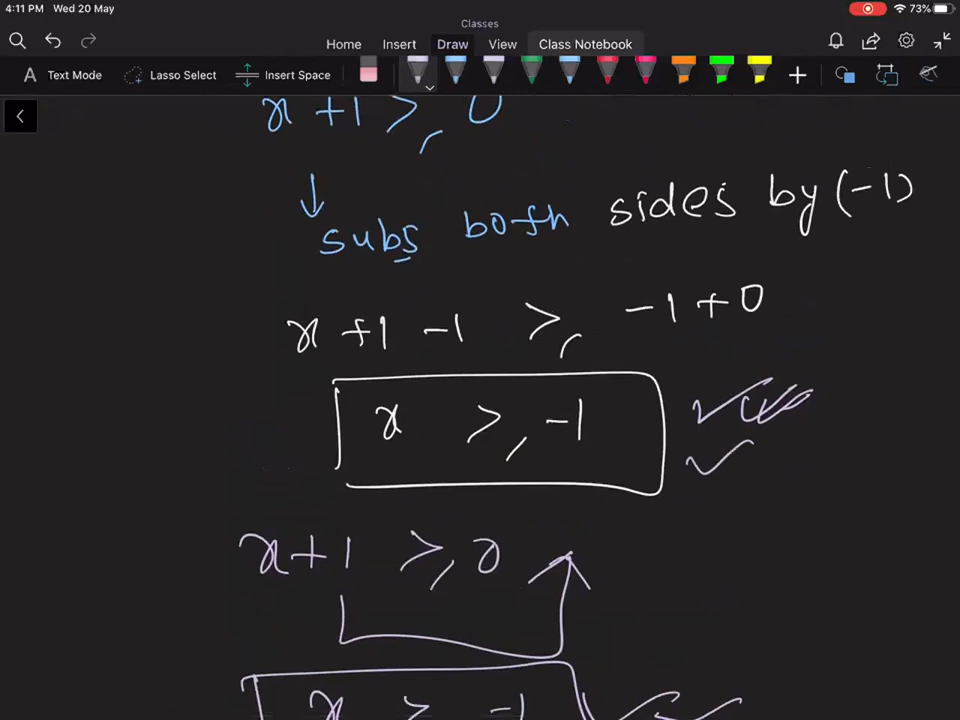 4:11 PM Wed 20 May 73%
Classes
Home Insert Draw View Class Notebook
Text Mode Lasso Select Insert Space
x + 1 ≥ 0
↓
subs both sides by (-1)
x + 1 - 1 ≥ -1 + 0
x ≥ -1
x + 1 ≥ 0
x ≥ -1